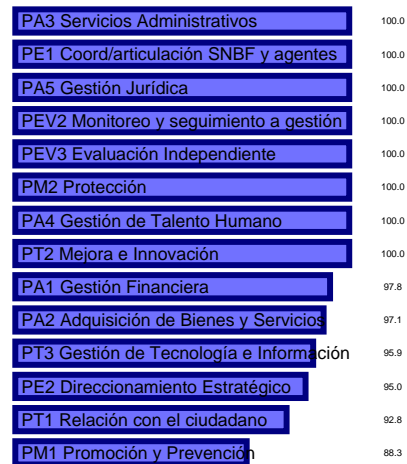 PA3 Servicios Administrativos 100.0
PE1 Coord/articulación SNBF y agentes 100.0
PA5 Gestión Jurídica 100.0
PEV2 Monitoreo y seguimiento a gestión 100.0
PEV3 Evaluación Independiente 100.0
PM2 Protección 100.0
PA4 Gestión de Talento Humano 100.0
PT2 Mejora e Innovación 100.0
PA1 Gestión Financiera 97.8
PA2 Adquisición de Bienes y Servicios 97.1
PT3 Gestión de Tecnología e Información 95.9
PE2 Direccionamiento Estratégico 95.0
PT1 Relación con el ciudadano 92.8
PM1 Promoción y Prevención 88.3